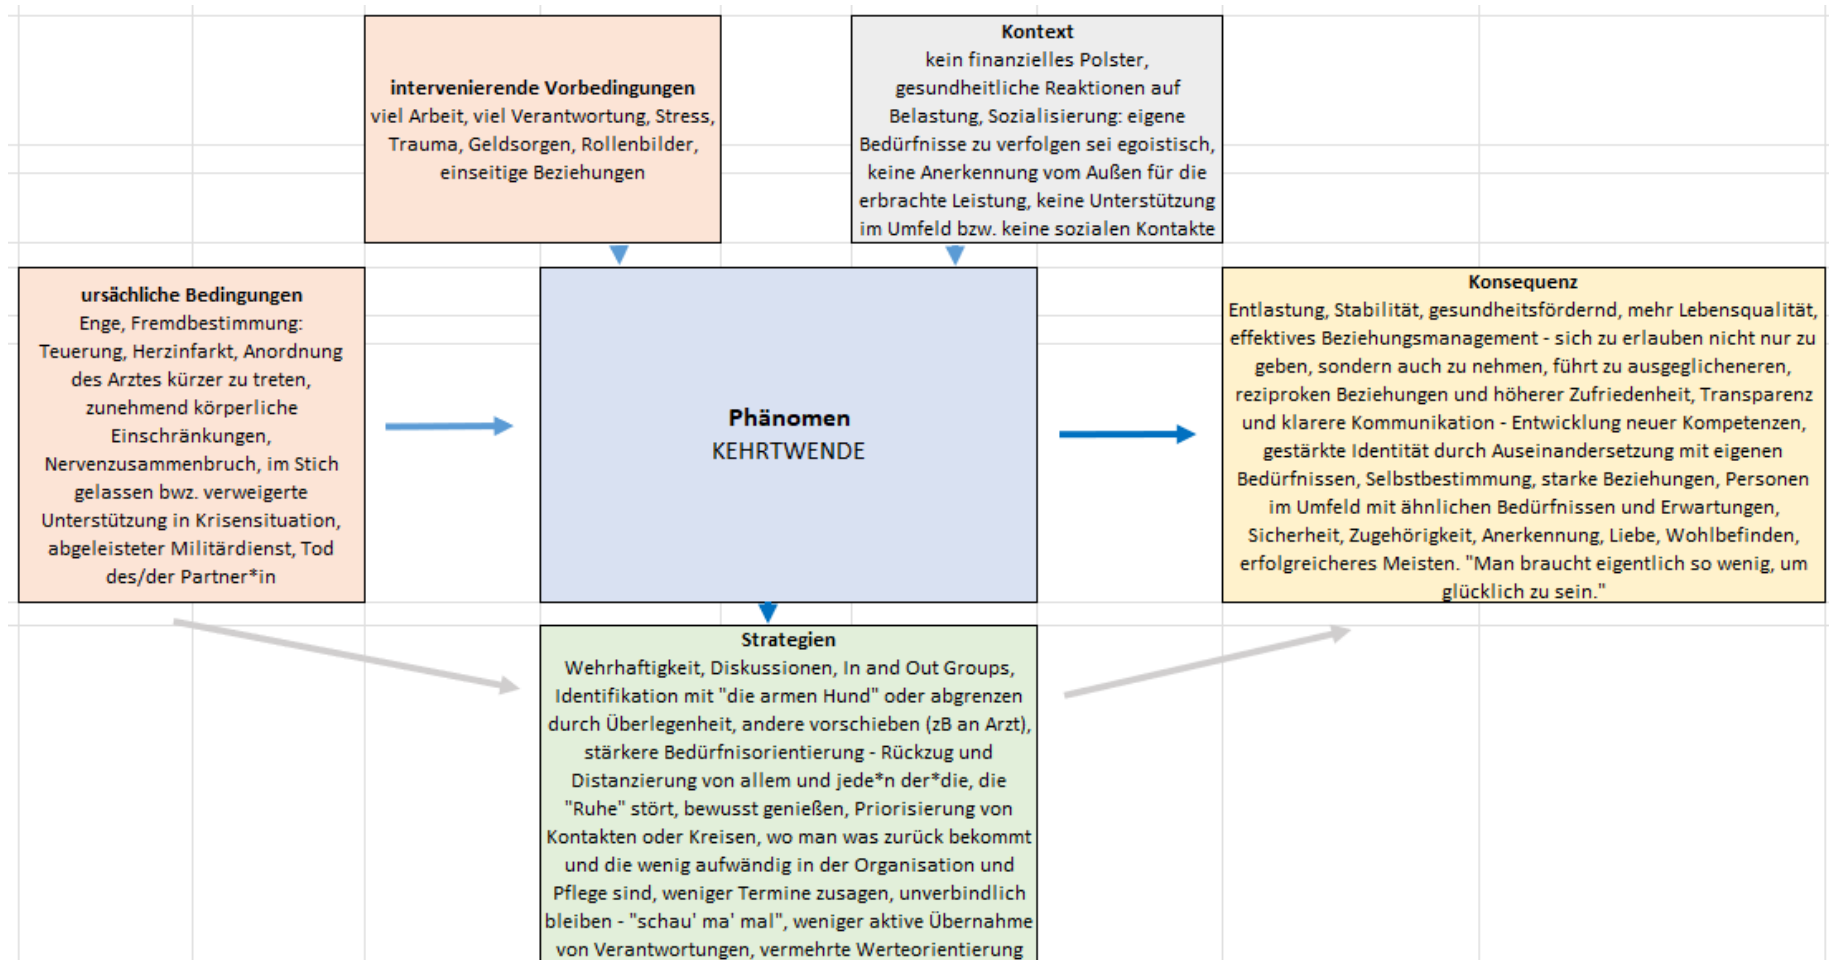 intervenierende Vorbedingungen
viel Arbeit, viel Verantwortung, Stress,
Trauma, Geldsorgen, Rollenbilder,
einseitige Beziehungen
Kontext
kein finanzielles Polster,
gesundheitliche Reaktionen auf
Belastung, Sozialisierung: eigene
Bedürfnisse zu verfolgen sei egoistisch,
keine Anerkennung vom Außen für die
erbrachte Leistung, keine Unterstützung
im Umfeld bzw. keine sozialen Kontakte
ursächliche Bedingungen
Enge, Fremdbestimmung:
Teuerung, Herzinfarkt, Anordnung
des Arztes kürzer zu treten,
zunehmend körperliche
Einschränkungen,
Nervenzusammenbruch, im Stich
gelassen bwz. verweigerte
Unterstützung in Krisensituation,
abgeleisteter Militärdienst, Tod
des/der Partner*in
Phänomen
KEHRTWENDE
Konsequenz
Entlastung, Stabilität, gesundheitsfördernd, mehr Lebensqualität,
effektives Beziehungsmanagement - sich zu erlauben nicht nur zu
geben, sondern auch zu nehmen, führt zu ausgeglicheneren,
reziproken Beziehungen und höherer Zufriedenheit, Transparenz
und klarere Kommunikation - Entwicklung neuer Kompetenzen,
gestärkte Identität durch Auseinandersetzung mit eigenen
Bedürfnissen, Selbstbestimmung, starke Beziehungen, Personen
im Umfeld mit ähnlichen Bedürfnissen und Erwartungen,
Sicherheit, Zugehörigkeit, Anerkennung, Liebe, Wohlbefinden,
erfolgreicheres Meisten. "Man braucht eigentlich so wenig, um
glücklich zu sein."
Strategien
Wehrhaftigkeit, Diskussionen, In and Out Groups,
Identifikation mit "die armen Hund" oder abgrenzen
durch Überlegenheit, andere vorschieben (zB an Arzt),
stärkere Bedürfnisorientierung - Rückzug und
Distanzierung von allem und jede*n der*die, die
"Ruhe" stört, bewusst genießen, Priorisierung von
Kontakten oder Kreisen, wo man was zurück bekommt
und die wenig aufwändig in der Organisation und
Pflege sind, weniger Termine zusagen, unverbindlich
bleiben - "schau' ma' mal", weniger aktive Übernahme
von Verantwortungen, vermehrte Werteorientierung